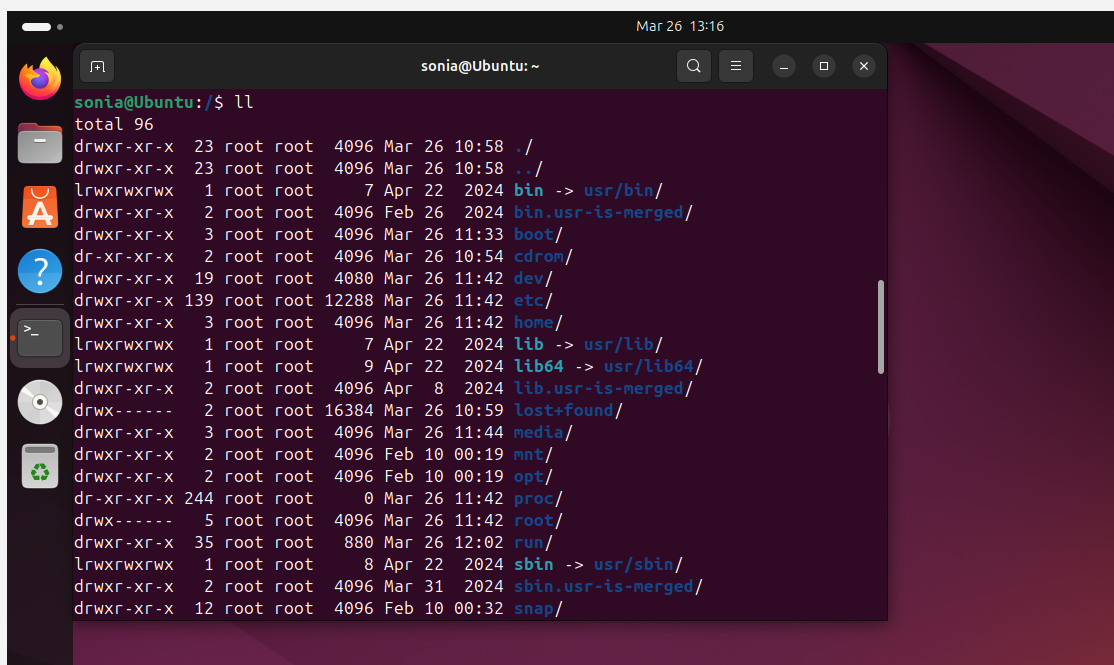 Mar 26 13:16
sonia@Ubuntu: ~
sonia@Ubuntu:/$ ll
total 96
drwxr-xr-x  23 root root  4096 Mar 26 10:58 ./
drwxr-xr-x  23 root root  4096 Mar 26 10:58 ../
lrwxrwxrwx   1 root root     7 Apr 22  2024 bin -> usr/bin/
drwxr-xr-x   2 root root  4096 Feb 26  2024 bin.usr-is-merged/
drwxr-xr-x   3 root root  4096 Mar 26 11:33 boot/
dr-xr-xr-x   2 root root  4096 Mar 26 10:54 cdrom/
drwxr-xr-x  19 root root  4080 Mar 26 11:42 dev/
drwxr-xr-x 139 root root 12288 Mar 26 11:42 etc/
drwxr-xr-x   3 root root  4096 Mar 26 11:42 home/
lrwxrwxrwx   1 root root     7 Apr 22  2024 lib -> usr/lib/
lrwxrwxrwx   1 root root     9 Apr 22  2024 lib64 -> usr/lib64/
drwxr-xr-x   2 root root  4096 Apr  8  2024 lib.usr-is-merged/
drwx------   2 root root 16384 Mar 26 10:59 lost+found/
drwxr-xr-x   3 root root  4096 Mar 26 11:44 media/
drwxr-xr-x   2 root root  4096 Feb 10 00:19 mnt/
drwxr-xr-x   2 root root  4096 Feb 10 00:19 opt/
dr-xr-xr-x 244 root root     0 Mar 26 11:42 proc/
drwx------   5 root root  4096 Mar 26 11:42 root/
drwxr-xr-x  35 root root   880 Mar 26 12:02 run/
lrwxrwxrwx   1 root root     8 Apr 22  2024 sbin -> usr/sbin/
drwxr-xr-x   2 root root  4096 Mar 31  2024 sbin.usr-is-merged/
drwxr-xr-x  12 root root  4096 Feb 10 00:32 snap/